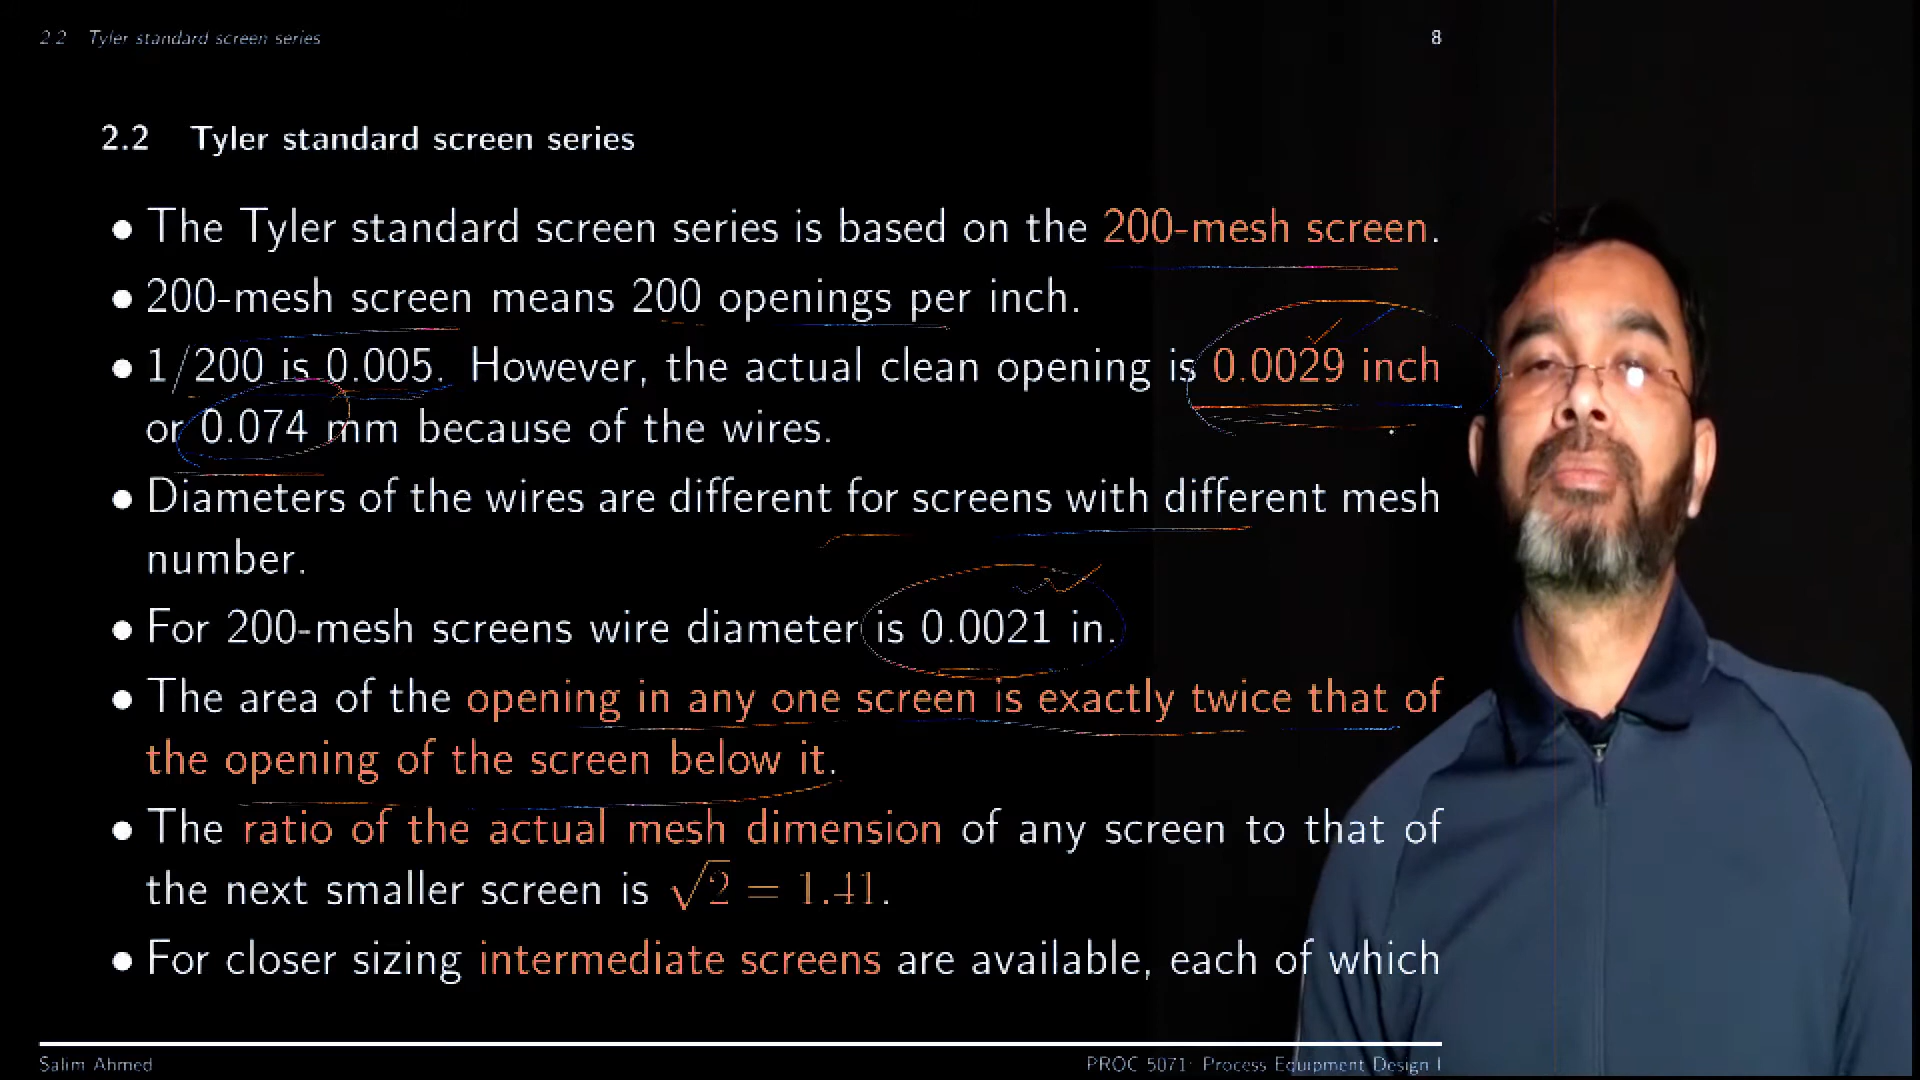 2.2 Tyler standard screen series
8
2.2 Tyler standard screen series
• The Tyler standard screen series is based on the 200-mesh screen.
• 200-mesh screen means 200 openings per inch.
• 1/200 is 0.005. However, the actual clean opening is 0.0029 inch
or 0.074 mm because of the wires.
• Diameters of the wires are different for screens with different mesh
number.
• For 200-mesh screens wire diameter is 0.0021 in.
• The area of the opening in any one screen is exactly twice that of
the opening of the screen below it.
• The ratio of the actual mesh dimension of any screen to that of
the next smaller screen is √2 = 1.41.
• For closer sizing intermediate screens are available, each of which
Salim Ahmed
PROC 5071: Process Equipment Design I